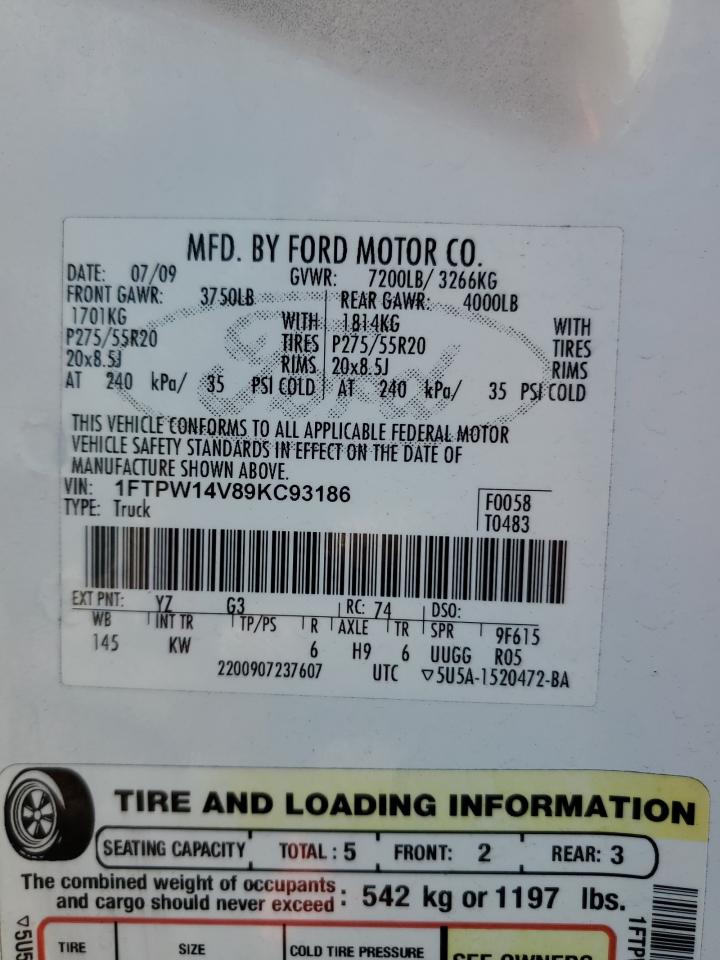 MFD. BY FORD MOTOR CO.
DATE: 07/09 GVWR: 7200LB/ 3266KG
FRONT GAWR: 3750LB REAR GAWR: 4000LB
1701KG WITH 1814KG WITH
P275/55R20 TIRES P275/55R20 TIRES
20x8.5J RIMS 20x8.5J RIMS
AT 240 kPa/ 35 PSI COLD AT 240 kPa/ 35 PSI COLD
THIS VEHICLE CONFORMS TO ALL APPLICABLE FEDERAL MOTOR
VEHICLE SAFETY STANDARDS IN EFFECT ON THE DATE OF
MANUFACTURE SHOWN ABOVE.
VIN: 1FTPW14V89KC93186
TYPE: Truck
F0058
T0483
EXT PNT: YZ G3 RC: 74 DSO:
WB INT TR TP/PS R AXLE TR SPR 9F615
145 KW 6 H9 6 UUGG R05
2200907237607 UTC ▽5U5A-1520472-BA
Ford
TIRE AND LOADING INFORMATION
SEATING CAPACITY TOTAL : 5 FRONT: 2 REAR: 3
The combined weight of occupants
and cargo should never exceed : 542 kg or 1197 lbs.
TIRE SIZE COLD TIRE PRESSURE SEE OWNERS
▽5U5
1FTP